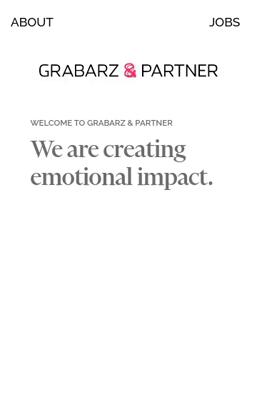 ABOUT JOBS
GRABARZ & PARTNER
WELCOME TO GRABARZ & PARTNER
We are creating
emotional impact.